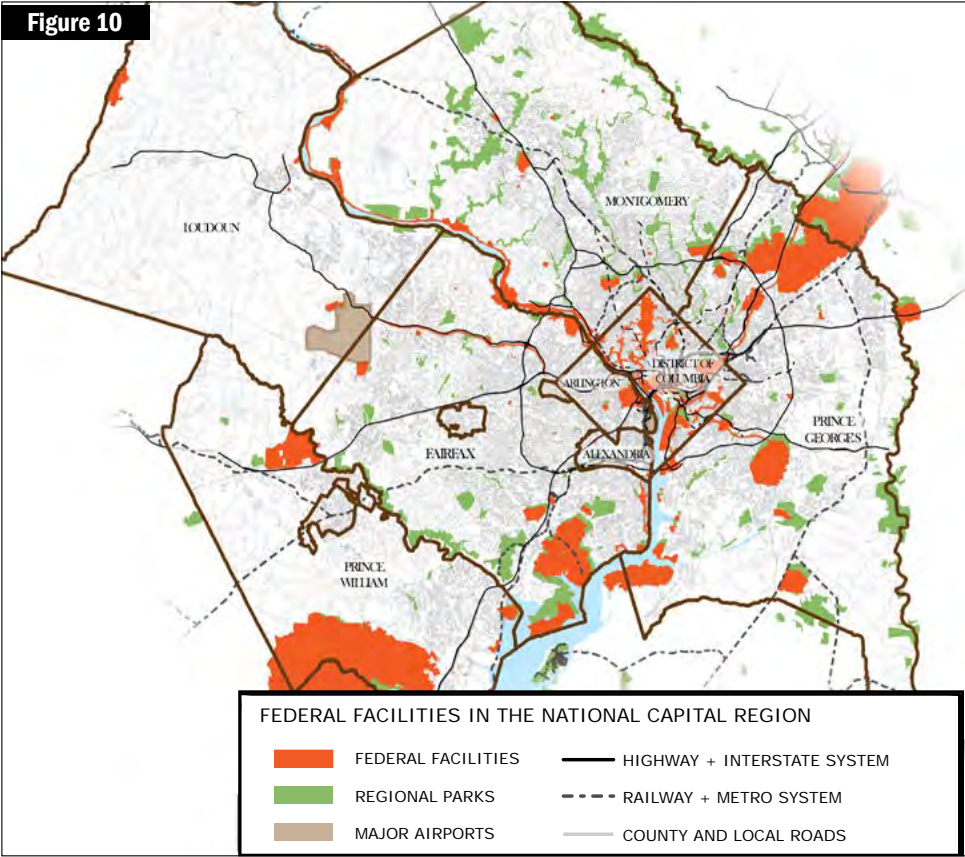 Figure 10
MONTGOMERY
LOUDOUN
DISTRICT OF
COLUMBIA
ARLINGTON
PRINCE
GEORGES
FAIRFAX
ALEXANDRIA
PRINCE
WILLIAM
FEDERAL FACILITIES IN THE NATIONAL CAPITAL REGION
FEDERAL FACILITIES
HIGHWAY + INTERSTATE SYSTEM
REGIONAL PARKS
RAILWAY + METRO SYSTEM
MAJOR AIRPORTS
COUNTY AND LOCAL ROADS